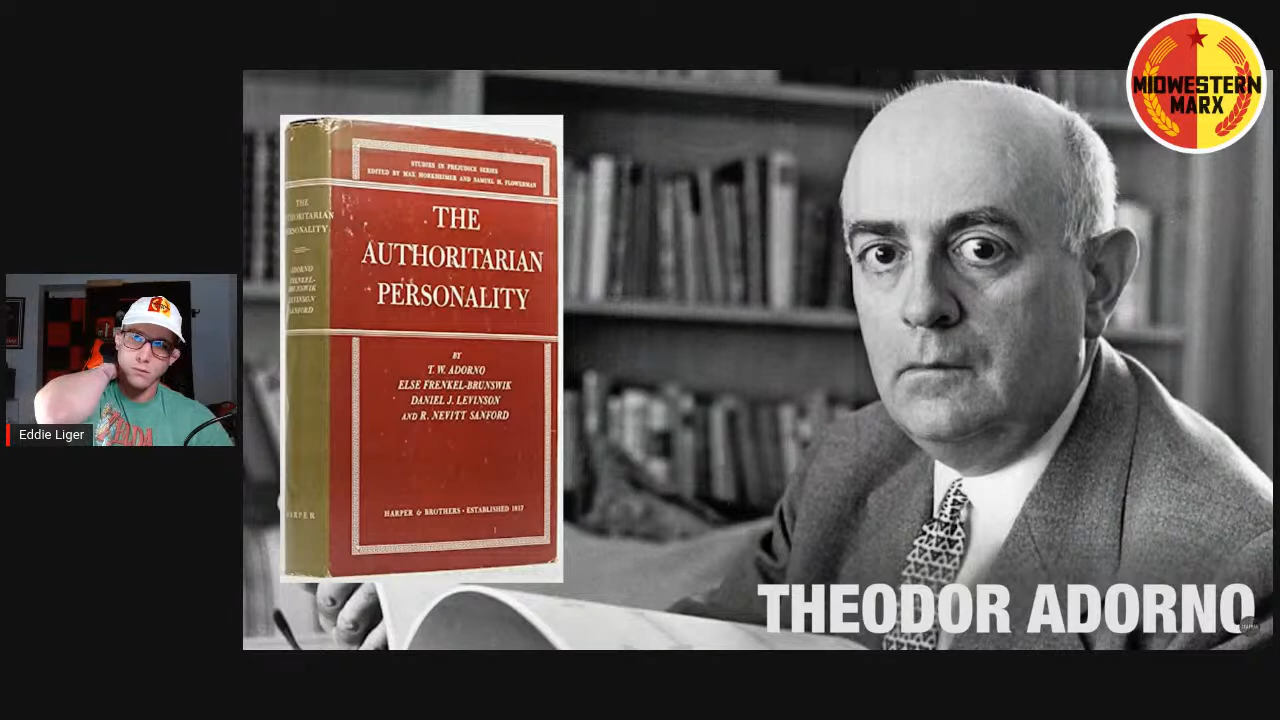 MIDWESTERN
MARX
STUDIES IN PREJUDICE SERIES
EDITED BY MAX HORKHEIMER AND SAMUEL H. FLOWERMAN
THE
AUTHORITARIAN
PERSONALITY
BY
T. W. ADORNO
ELSE FRENKEL-BRUNSWIK
DANIEL J. LEVINSON
AND R. NEVITT SANFORD
HARPER & BROTHERS · ESTABLISHED 1817
THE
AUTHORITARIAN
PERSONALITY
ADORNO
FRENKEL-
BRUNSWIK
LEVINSON
SANFORD
HARPER
Eddie Liger
THEODOR ADORNO